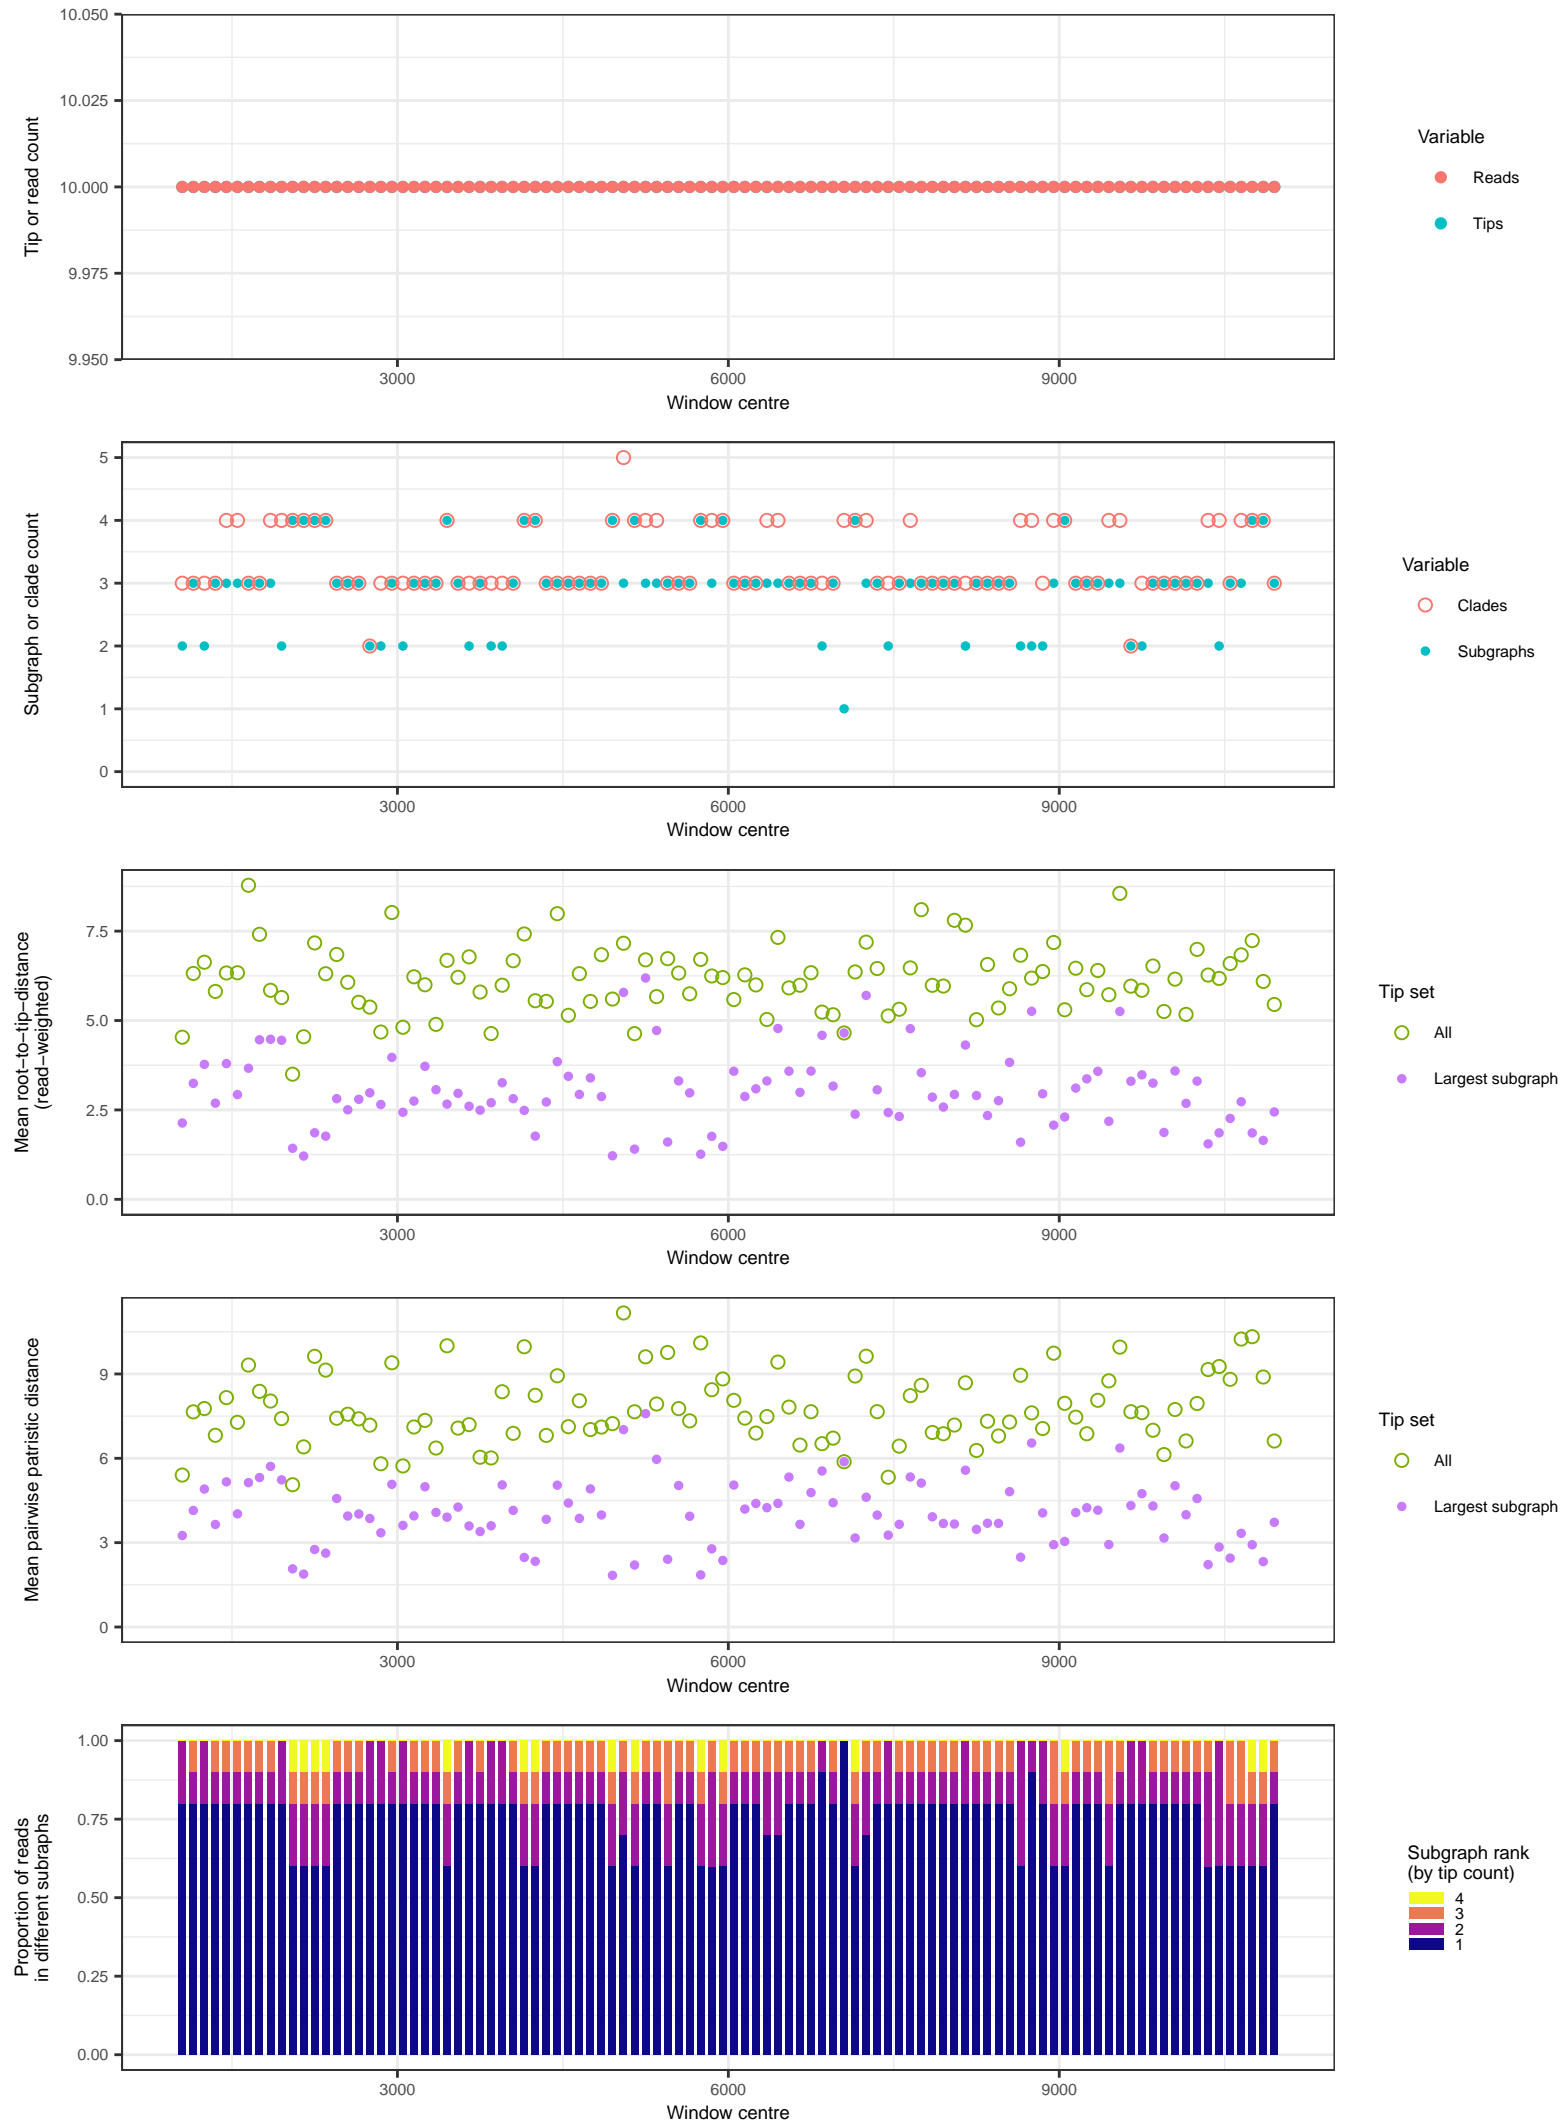 10.050
10.025
10.000
9.975
9.950
Tip or read count
3000
6000
9000
Window centre
Variable
Reads
Tips
5
4
3
2
1
0
Subgraph or clade count
3000
6000
9000
Window centre
Variable
Clades
Subgraphs
7.5
5.0
2.5
0.0
Mean root−to−tip−distance
(read−weighted)
3000
6000
9000
Window centre
Tip set
All
Largest subgraph
9
6
3
0
Mean pairwise patristic distance
3000
6000
9000
Window centre
Tip set
All
Largest subgraph
1.00
0.75
0.50
0.25
0.00
Proportion of reads
in different subraphs
3000
6000
9000
Window centre
Subgraph rank
(by tip count)
4
3
2
1